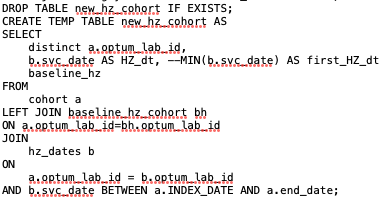 DROP TABLE new_hz_cohort IF EXISTS;
CREATE TEMP TABLE new_hz_cohort AS
SELECT
distinct a.optum_lab_id,
b.svc_date AS HZ_dt, --MIN(b.svc_date) AS first_HZ_dt
baseline_hz
FROM
cohort a
LEFT JOIN baseline_hz_cohort bh
ON a.optum_lab_id=bh.optum_lab_id
JOIN
hz_dates b
ON
a.optum_lab_id = b.optum_lab_id
AND b.svc_date BETWEEN a.INDEX_DATE AND a.end_date;